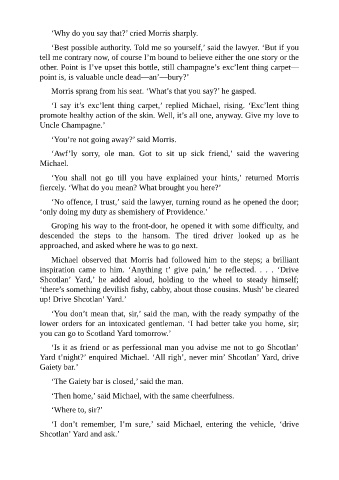 ‘Why do you say that?’ cried Morris sharply.
‘Best possible authority. Told me so yourself,’ said the lawyer. ‘But if you
tell me contrary now, of course I’m bound to believe either the one story or the
other. Point is I’ve upset this bottle, still champagne’s exc’lent thing carpet—
point is, is valuable uncle dead—an’—bury?’
Morris sprang from his seat. ‘What’s that you say?’ he gasped.
‘I say it’s exc’lent thing carpet,’ replied Michael, rising. ‘Exc’lent thing
promote healthy action of the skin. Well, it’s all one, anyway. Give my love to
Uncle Champagne.’
‘You’re not going away?’ said Morris.
‘Awf’ly sorry, ole man. Got to sit up sick friend,’ said the wavering
Michael.
‘You shall not go till you have explained your hints,’ returned Morris
fiercely. ‘What do you mean? What brought you here?’
‘No offence, I trust,’ said the lawyer, turning round as he opened the door;
‘only doing my duty as shemishery of Providence.’
Groping his way to the front-door, he opened it with some difficulty, and
descended the steps to the hansom. The tired driver looked up as he
approached, and asked where he was to go next.
Michael observed that Morris had followed him to the steps; a brilliant
inspiration came to him. ‘Anything t’ give pain,’ he reflected. . . . ‘Drive
Shcotlan’ Yard,’ he added aloud, holding to the wheel to steady himself;
‘there’s something devilish fishy, cabby, about those cousins. Mush’ be cleared
up! Drive Shcotlan’ Yard.’
‘You don’t mean that, sir,’ said the man, with the ready sympathy of the
lower orders for an intoxicated gentleman. ‘I had better take you home, sir;
you can go to Scotland Yard tomorrow.’
‘Is it as friend or as perfessional man you advise me not to go Shcotlan’
Yard t’night?’ enquired Michael. ‘All righ’, never min’ Shcotlan’ Yard, drive
Gaiety bar.’
‘The Gaiety bar is closed,’ said the man.
‘Then home,’ said Michael, with the same cheerfulness.
‘Where to, sir?’
‘I don’t remember, I’m sure,’ said Michael, entering the vehicle, ‘drive
Shcotlan’ Yard and ask.’